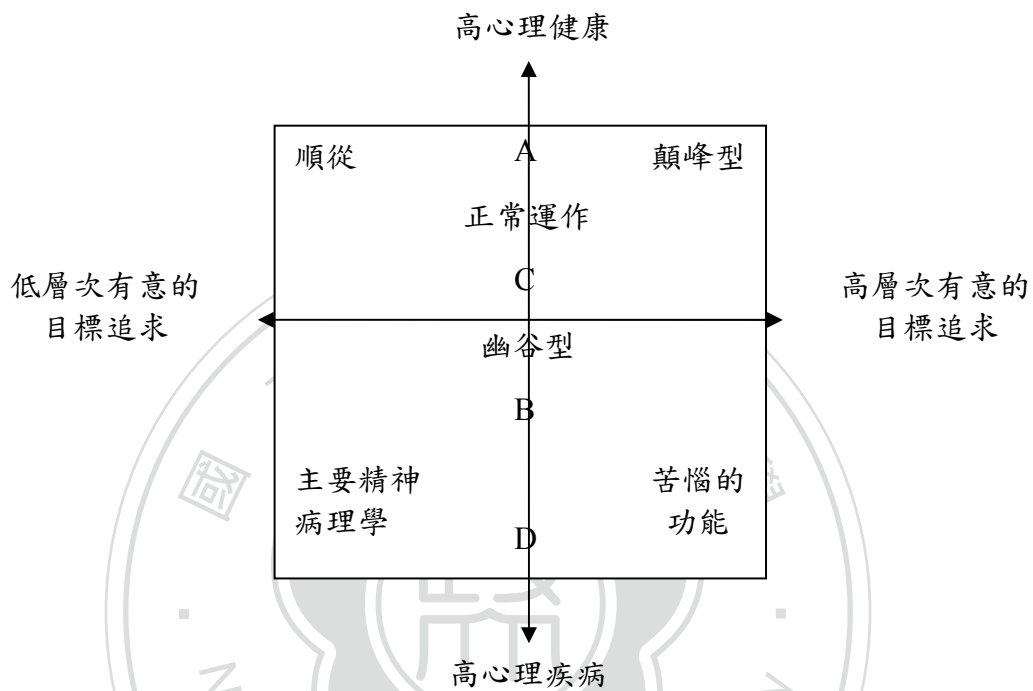 高心理健康
順從 A 顛峰型
正常運作
C
低層次有意的
目標追求
高層次有意的
目標追求
幽谷型
B
主要精神
病理學
苦惱的
功能
D
高心理疾病
國